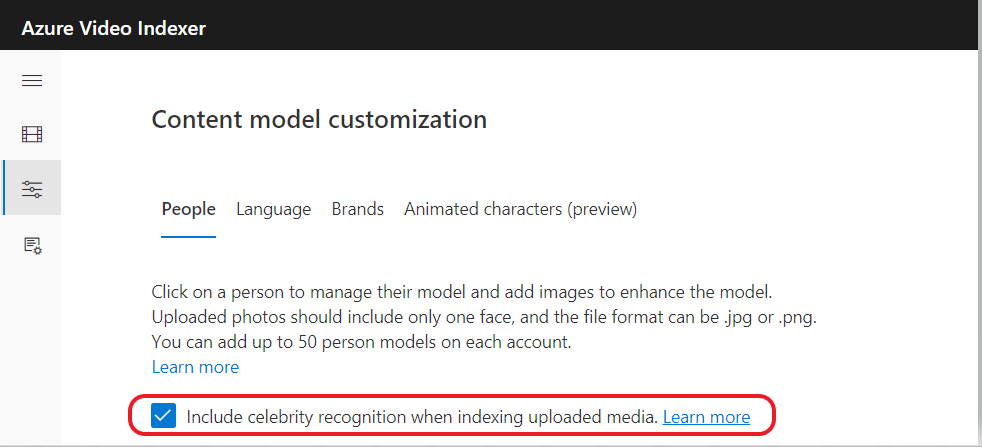 Azure Video Indexer
Content model customization
People Language Brands Animated characters (preview)
Click on a person to manage their model and add images to enhance the model.
Uploaded photos should include only one face, and the file format can be .jpg or .png.
You can add up to 50 person models on each account.
Learn more
Include celebrity recognition when indexing uploaded media. Learn more